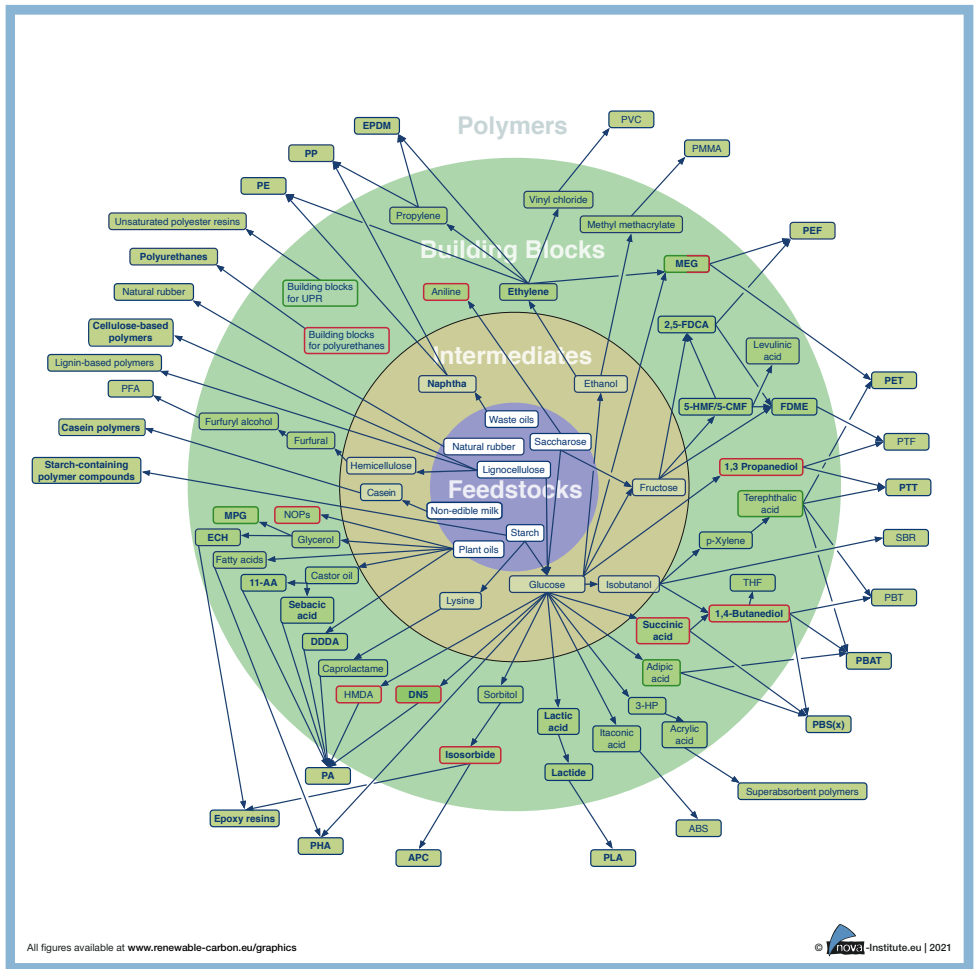 Polymers
EPDM
PVC
PMMA
PP
PE
Vinyl chloride
Propylene
Methyl methacrylate
Unsaturated polyester resins
PEF
Building Blocks
Polyurethanes
MEG
Natural rubber
Building blocks
for UPR
Aniline
Ethylene
Cellulose-based
polymers
Building blocks
for polyurethanes
2,5-FDCA
Levulinic
acid
Intermediates
Lignin-based polymers
PFA
Naphtha
Ethanol
PET
Furfuryl alcohol
Waste oils
5-HMF/5-CMF
FDME
Casein polymers
Furfural
Natural rubber
Saccharose
PTF
Starch-containing
polymer compounds
Hemicellulose
Lignocellulose
1,3 Propanediol
Feedstocks
Casein
Fructose
PTT
Non-edible milk
Terephthalic
acid
MPG
NOPs
ECH
Glycerol
Starch
p-Xylene
SBR
Plant oils
Fatty acids
11-AA
Castor oil
Glucose
Isobutanol
THF
Sebacic
acid
Lysine
PBT
1,4-Butanediol
Succinic
acid
DDDA
Caprolactame
Adipic
acid
PBAT
HMDA
DN5
Sorbitol
3-HP
Lactic
acid
Itaconic
acid
Acrylic
acid
PBS(x)
Isosorbide
PA
Lactide
Superabsorbent polymers
Epoxy resins
ABS
PHA
APC
PLA
All figures available at www.renewable-carbon.eu/graphics
© nova-Institute.eu | 2021